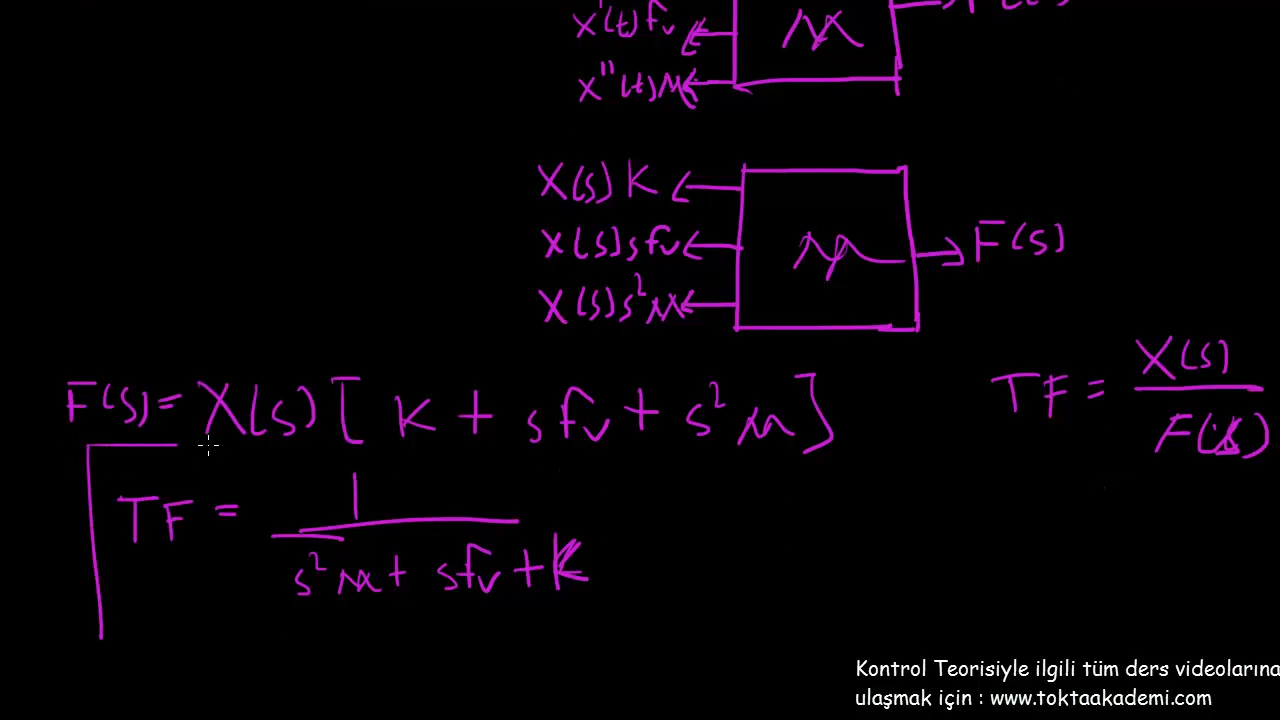 x'(t)fv
M
x''(t)M
X(s)K
X(s)sfv
M
F(s)
X(s)s²M
F(s) = X(s)[K + sfv + s²M]
TF = X(s)/F(s)
TF = 1/(s²M + sfv + K)
Kontrol Teorisiyle ilgili tüm ders videolarına
ulaşmak için : www.toktaakademi.com